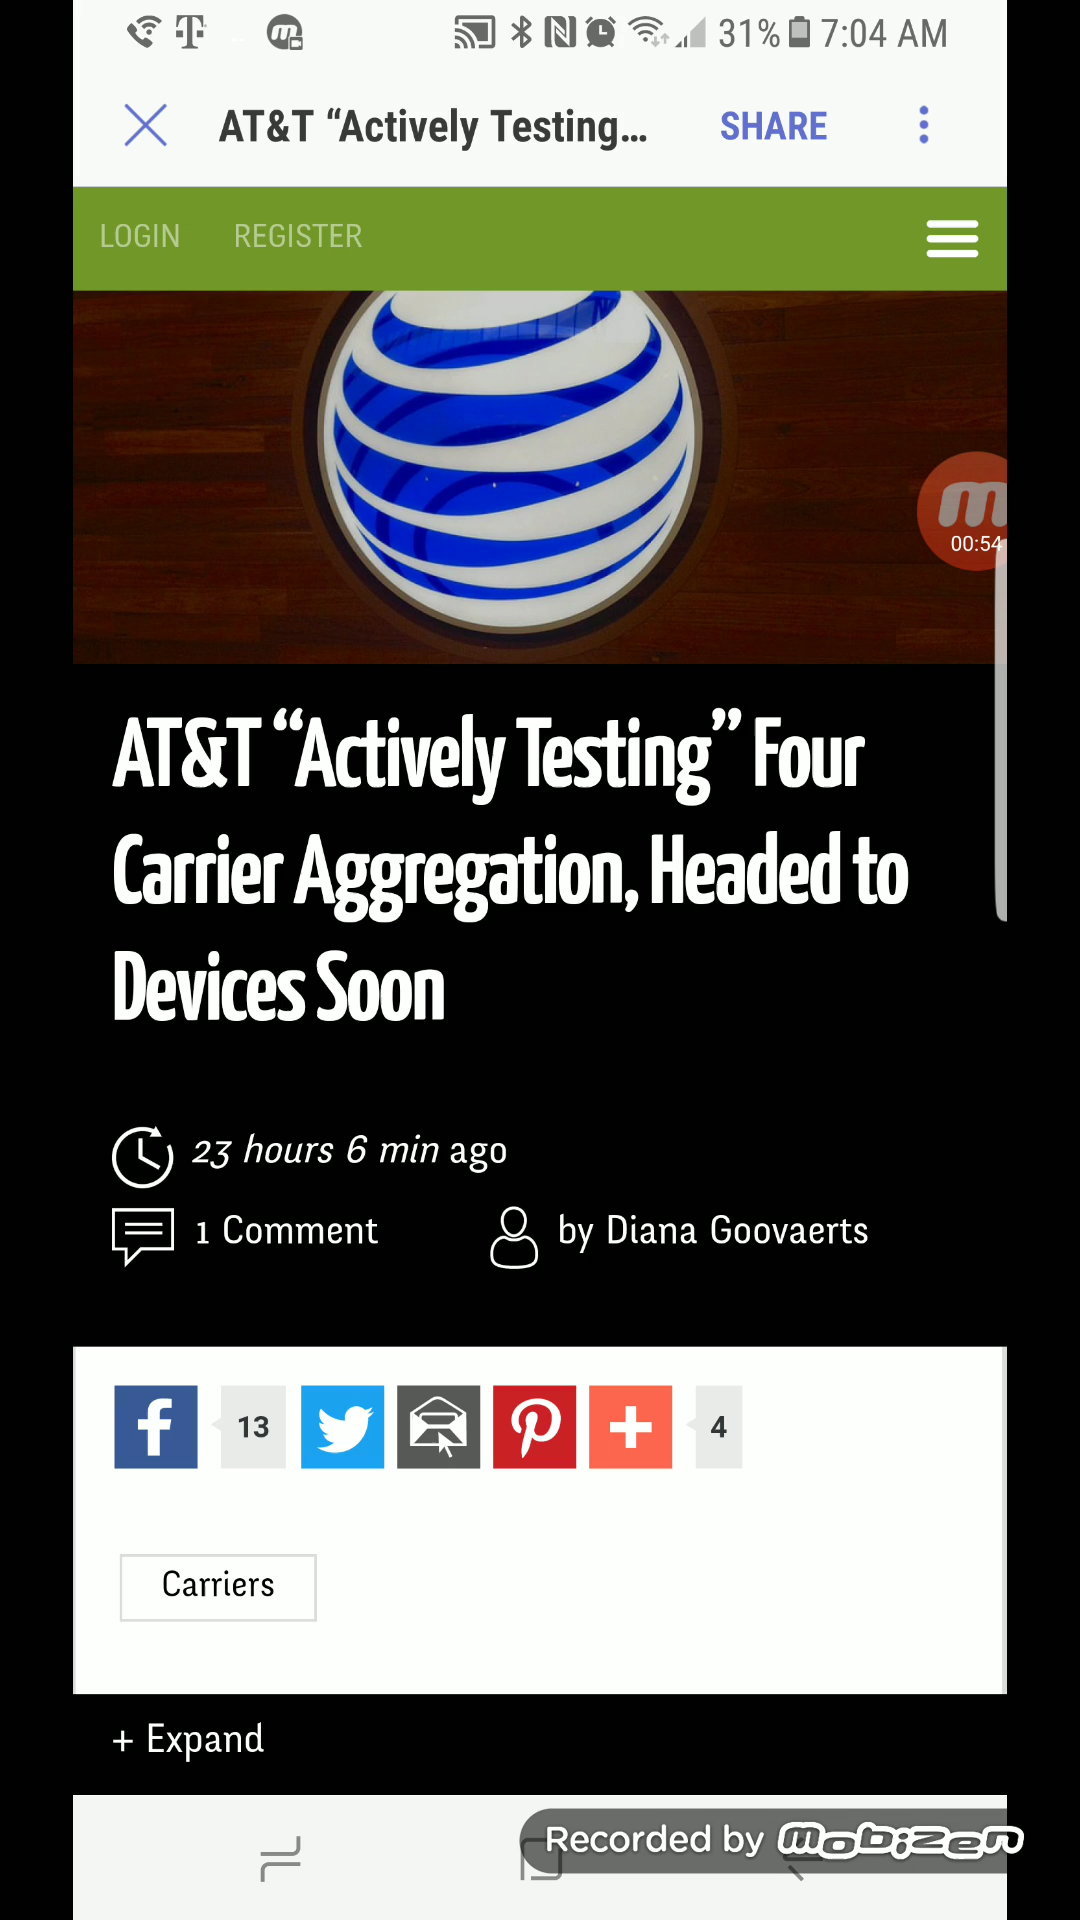 31% 7:04 AM
AT&T “Actively Testing... SHARE
LOGIN REGISTER
m
00:54
AT&T “Actively Testing” Four
Carrier Aggregation, Headed to
Devices Soon
23 hours 6 min ago
1 Comment by Diana Goovaerts
13 4
Carriers
+ Expand
Recorded by mobizen